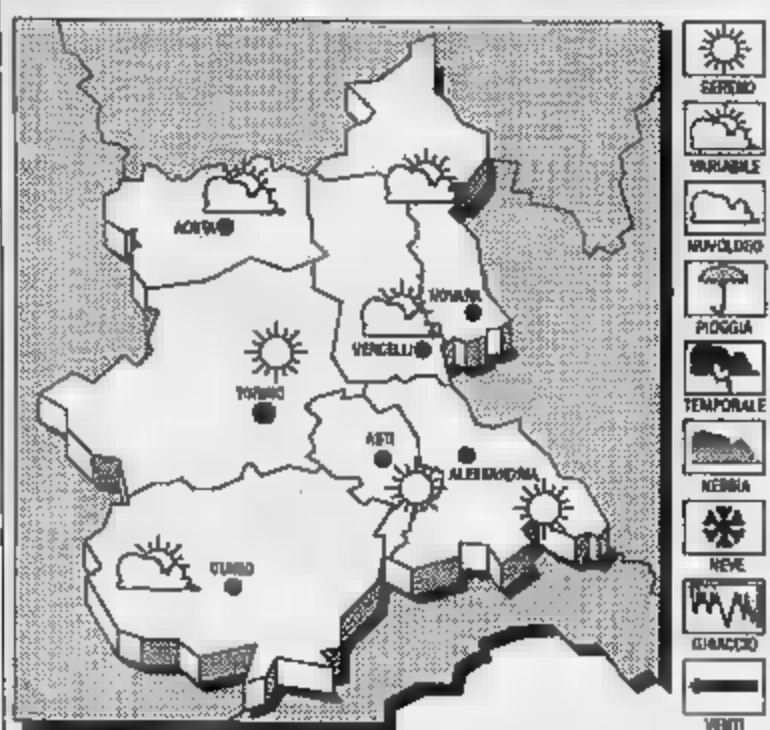 AOSTA
NOVARA
VERCELLI
TORINO
ASTI
ALESSANDRIA
CUNEO
SERENO
VARIABILE
NUVOLOSO
PIOGGIA
TEMPORALE
NEBBIA
NEVE
GHIACCIO
VENTI